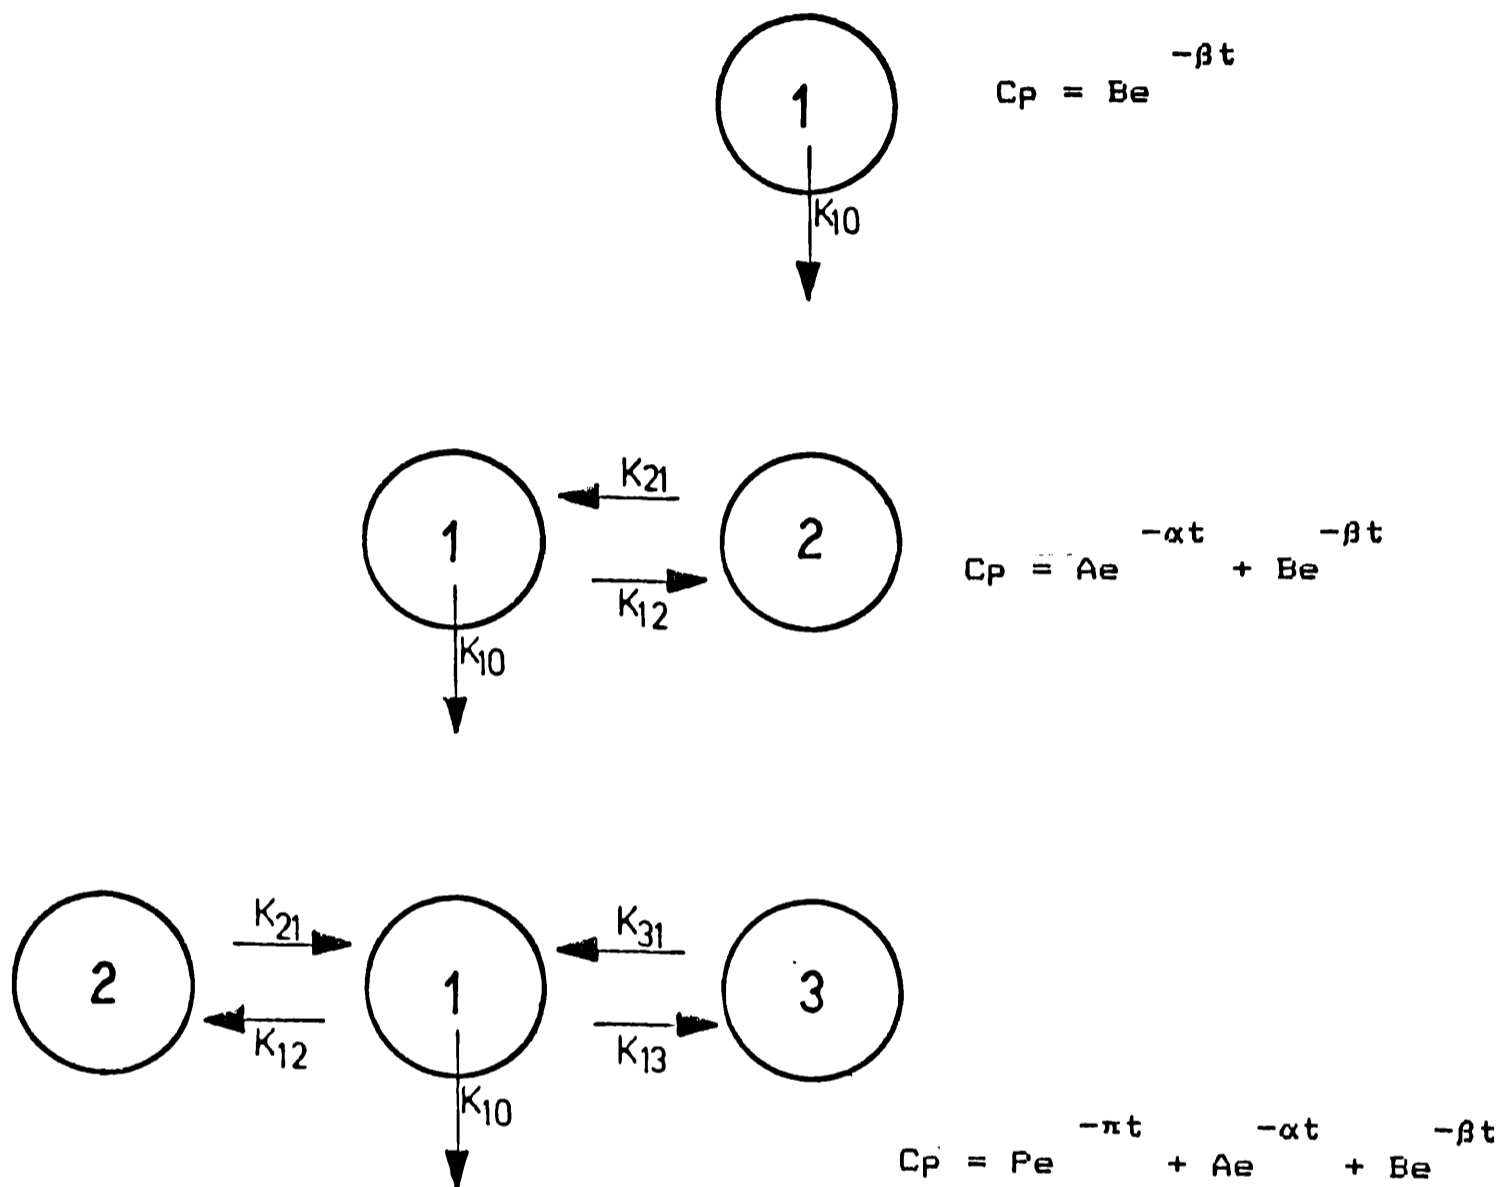 1
Cp = Be^{-βt}
K10
K21
1
2
Cp = Ae^{-αt} + Be^{-βt}
K12
K10
K21
K31
2
1
3
K12
K13
K10
Cp = Pe^{-πt} + Ae^{-αt} + Be^{-βt}